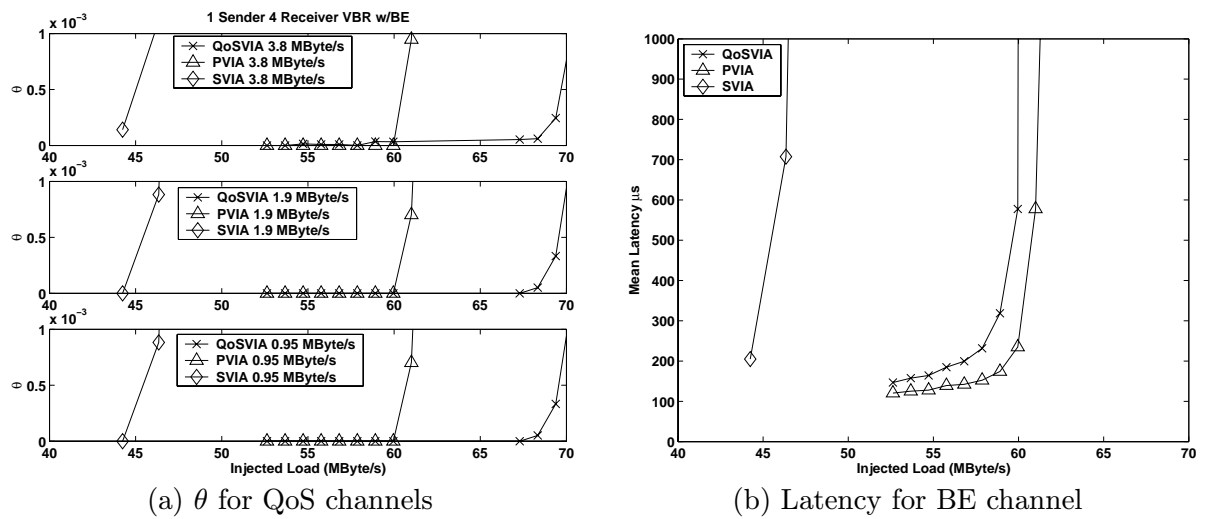 1 Sender 4 Receiver VBR w/BE
x 10⁻³
1
0.5
0
θ
QoSVIA 3.8 MByte/s
PVIA 3.8 MByte/s
SVIA 3.8 MByte/s
40 45 50 55 60 65 70
x 10⁻³
1
0.5
0
θ
QoSVIA 1.9 MByte/s
PVIA 1.9 MByte/s
SVIA 1.9 MByte/s
40 45 50 55 60 65 70
x 10⁻³
1
0.5
0
θ
QoSVIA 0.95 MByte/s
PVIA 0.95 MByte/s
SVIA 0.95 MByte/s
40 45 50 55 60 65 70
Injected Load (MByte/s)
(a) θ for QoS channels
1000
900
800
700
600
500
400
300
200
100
0
Mean Latency μs
QoSVIA
PVIA
SVIA
40 45 50 55 60 65 70
Injected Load (MByte/s)
(b) Latency for BE channel